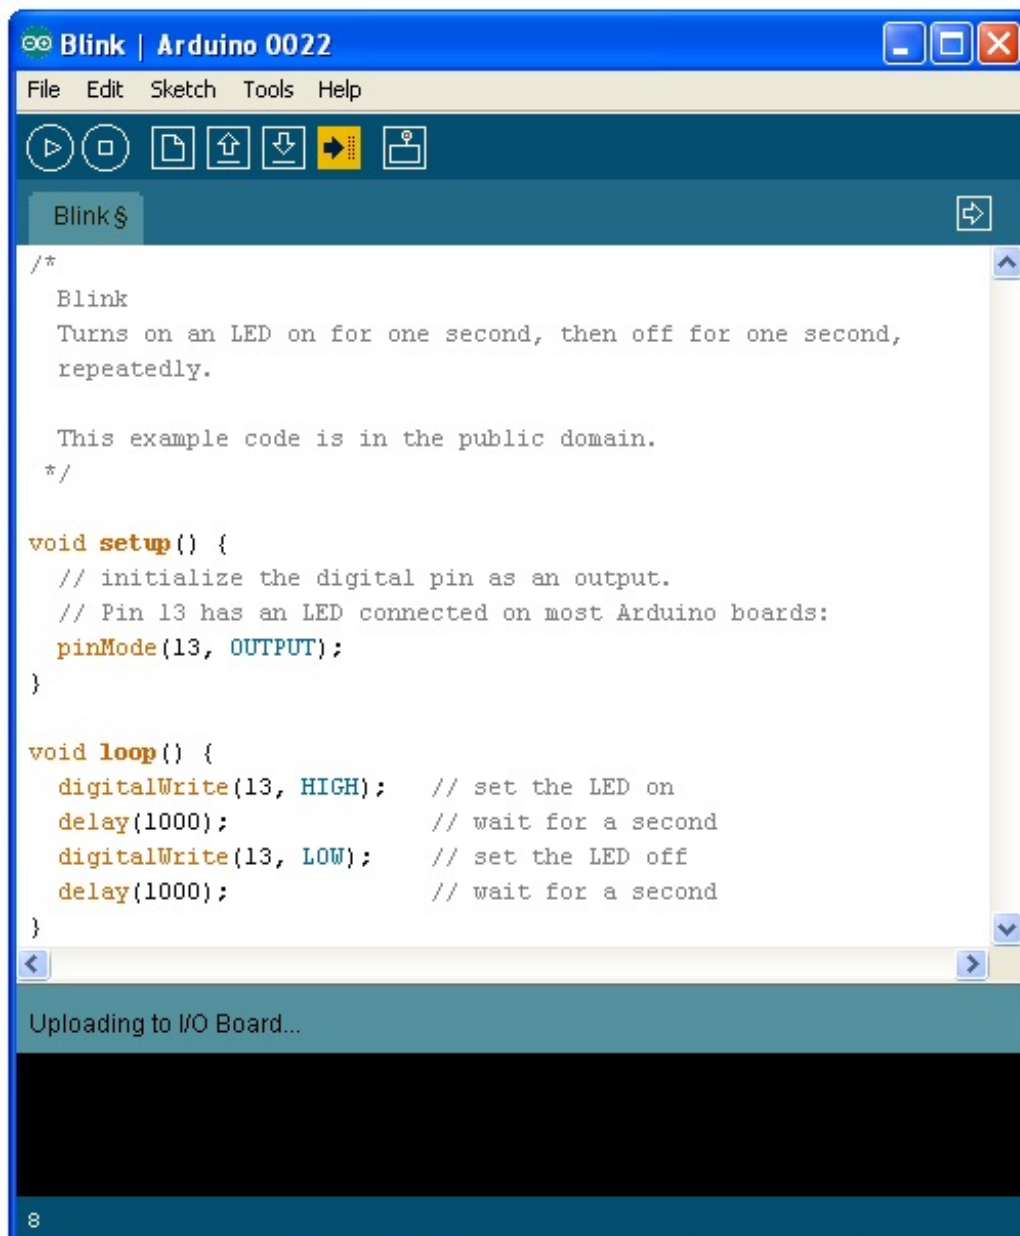 Blink | Arduino 0022
File Edit Sketch Tools Help
Blink §
/*
  Blink
  Turns on an LED on for one second, then off for one second,
  repeatedly.

  This example code is in the public domain.
 */

void setup() {
  // initialize the digital pin as an output.
  // Pin 13 has an LED connected on most Arduino boards:
  pinMode(13, OUTPUT);
}

void loop() {
  digitalWrite(13, HIGH);   // set the LED on
  delay(1000);              // wait for a second
  digitalWrite(13, LOW);    // set the LED off
  delay(1000);              // wait for a second
}
Uploading to I/O Board...
8